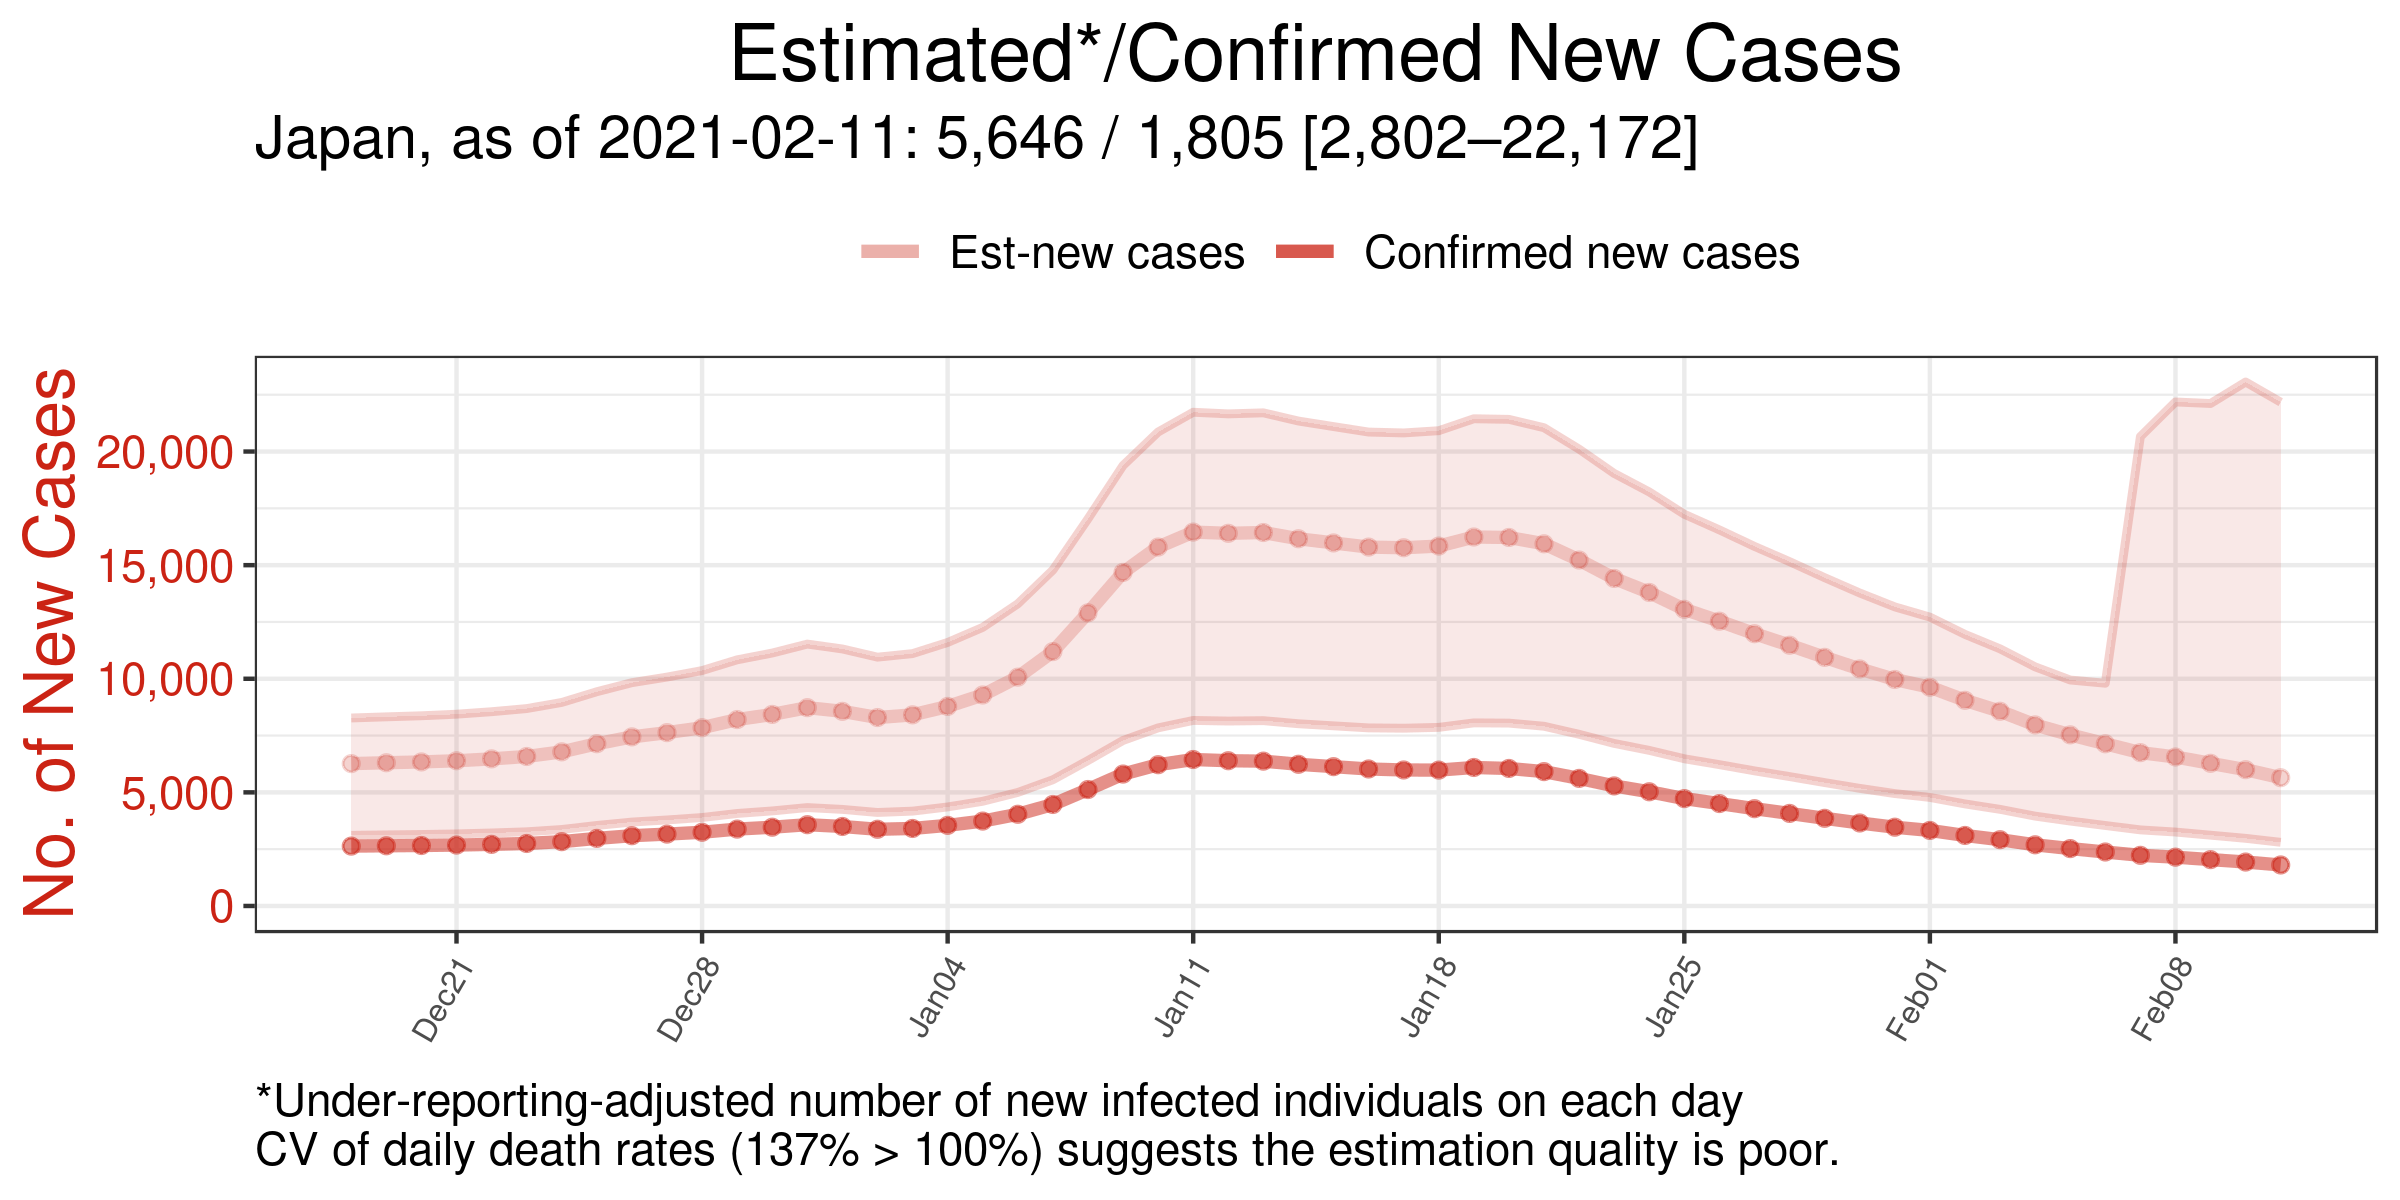 Estimated*/Confirmed New Cases
Japan, as of 2021-02-11: 5,646 / 1,805 [2,802–22,172]
Est-new cases
Confirmed new cases
No. of New Cases
20,000
15,000
10,000
5,000
0
Dec21
Dec28
Jan04
Jan11
Jan18
Jan25
Feb01
Feb08
*Under-reporting-adjusted number of new infected individuals on each day
CV of daily death rates (137% > 100%) suggests the estimation quality is poor.